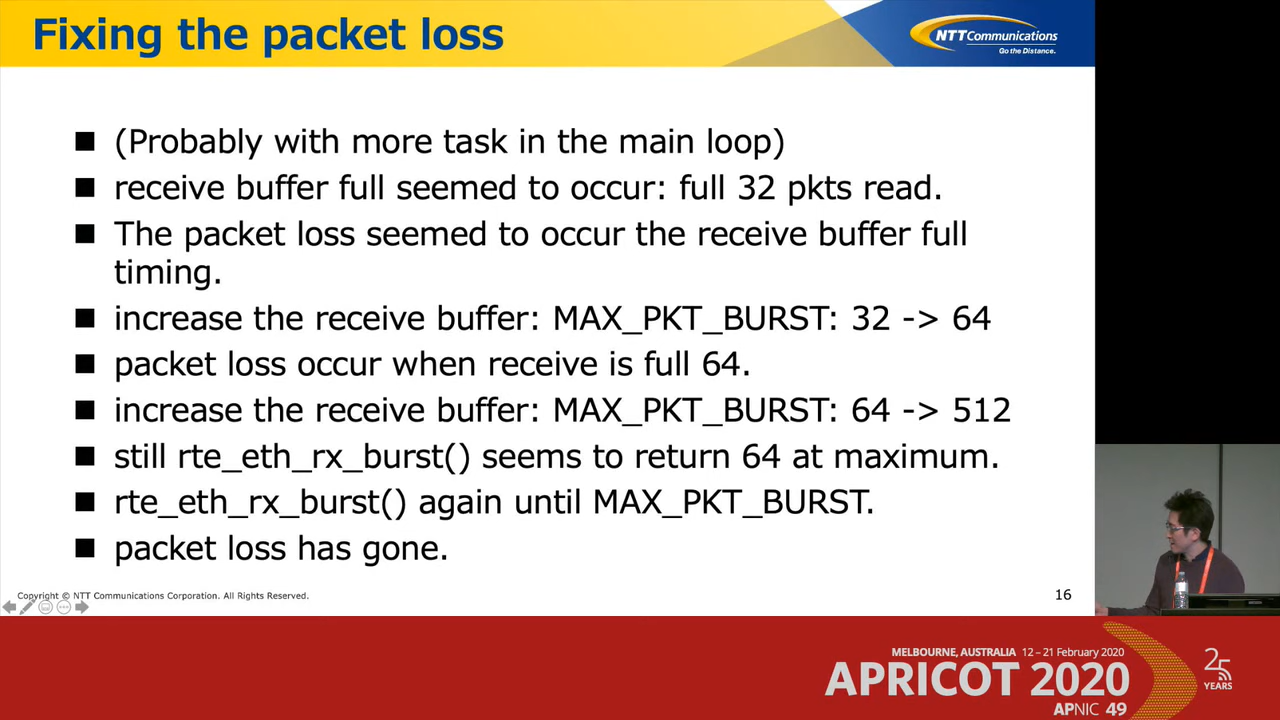 Fixing the packet loss
NTT Communications
Go the Distance.
■ (Probably with more task in the main loop)
■ receive buffer full seemed to occur: full 32 pkts read.
■ The packet loss seemed to occur the receive buffer full
timing.
■ increase the receive buffer: MAX_PKT_BURST: 32 -> 64
■ packet loss occur when receive is full 64.
■ increase the receive buffer: MAX_PKT_BURST: 64 -> 512
■ still rte_eth_rx_burst() seems to return 64 at maximum.
■ rte_eth_rx_burst() again until MAX_PKT_BURST.
■ packet loss has gone.
Copyright © NTT Communications Corporation. All Rights Reserved.
16
MELBOURNE, AUSTRALIA 12 – 21 February 2020
APRICOT 2020
APNIC 49
25
YEARS